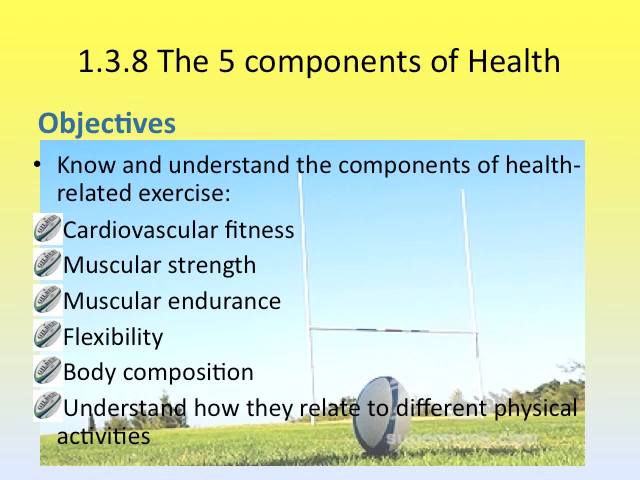 1.3.8 The 5 components of Health
Objectives
• Know and understand the components of health-
related exercise:
Cardiovascular fitness
Muscular strength
Muscular endurance
Flexibility
Body composition
Understand how they relate to different physical
activities